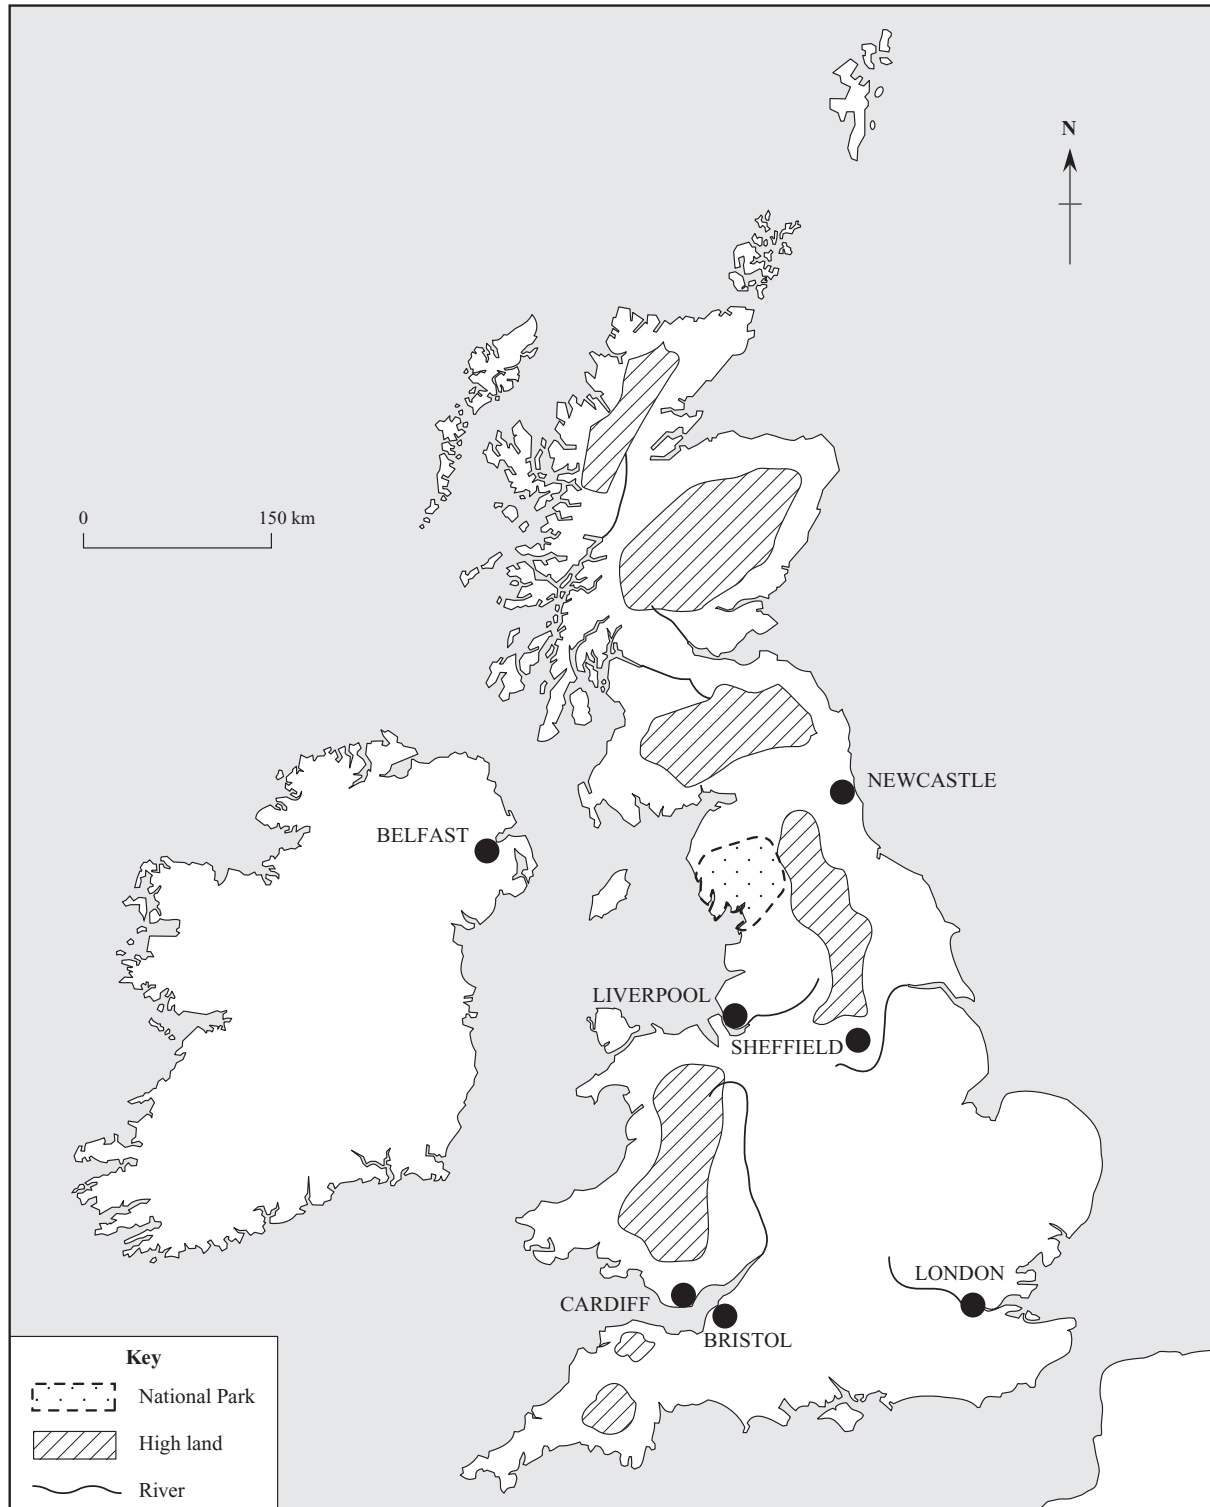 N
0
150 km
NEWCASTLE
BELFAST
LIVERPOOL
SHEFFIELD
LONDON
CARDIFF
BRISTOL
Key
National Park
High land
River